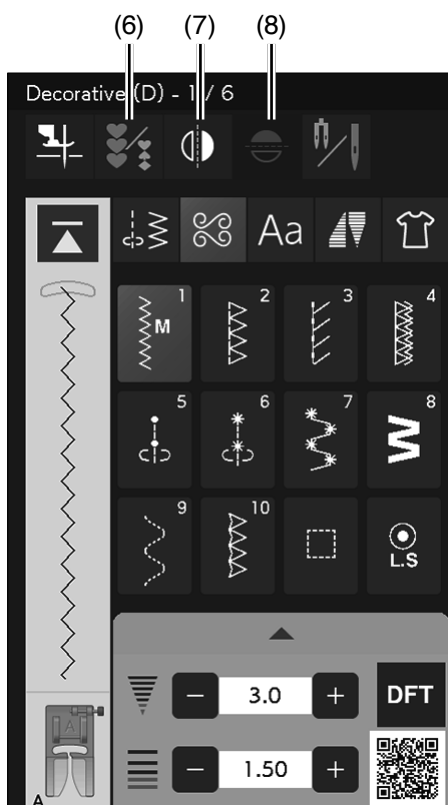 (6) (7) (8)
Decorative (D) - 1 / 6
Aa
1 2 3 4
M
5 6 7 8
9 10
L.S
3.0 DFT
1.50
A
A